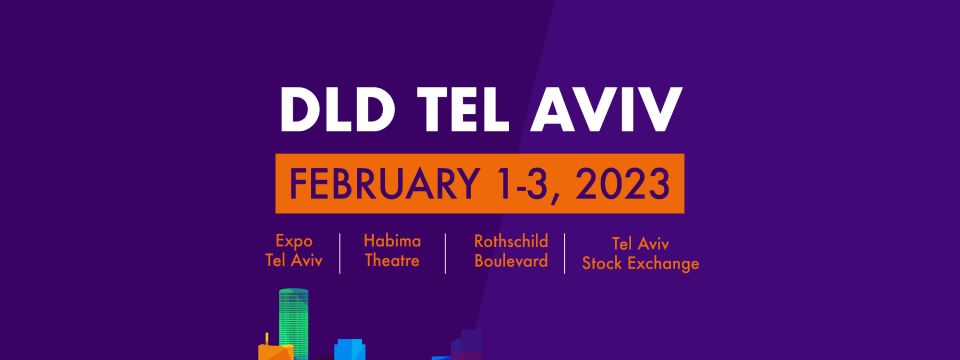 DLD TEL AVIV
FEBRUARY 1-3, 2023
Expo
Tel Aviv
Habima
Theatre
Rothschild
Boulevard
Tel Aviv
Stock Exchange